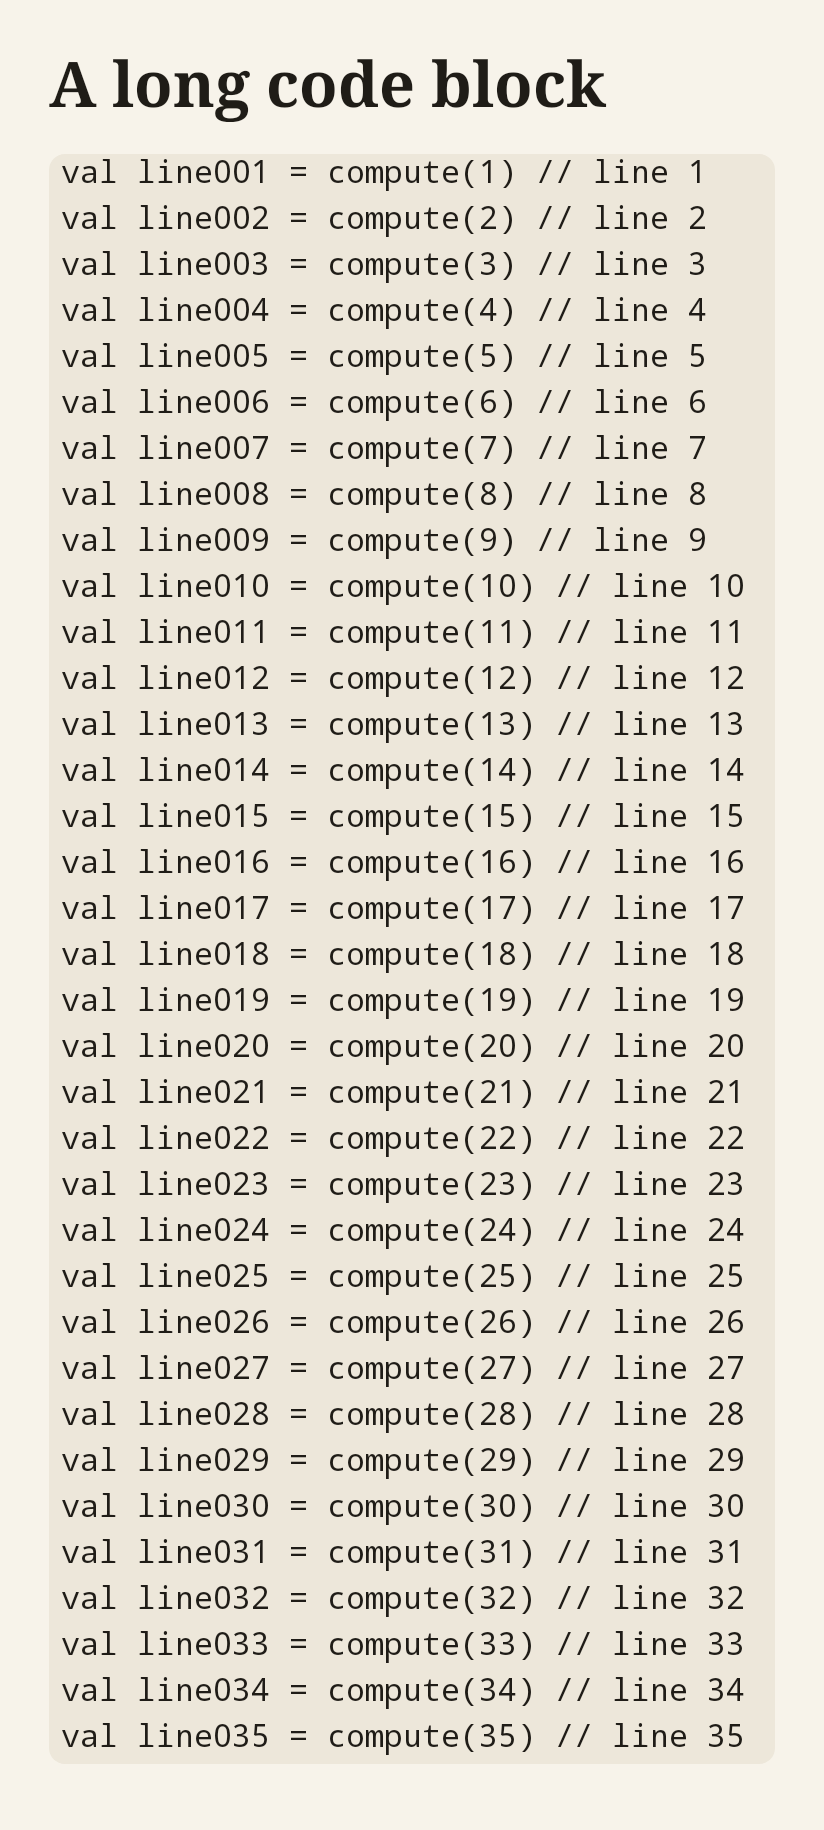 A long code block
val line001 = compute(1) // line 1
val line002 = compute(2) // line 2
val line003 = compute(3) // line 3
val line004 = compute(4) // line 4
val line005 = compute(5) // line 5
val line006 = compute(6) // line 6
val line007 = compute(7) // line 7
val line008 = compute(8) // line 8
val line009 = compute(9) // line 9
val line010 = compute(10) // line 10
val line011 = compute(11) // line 11
val line012 = compute(12) // line 12
val line013 = compute(13) // line 13
val line014 = compute(14) // line 14
val line015 = compute(15) // line 15
val line016 = compute(16) // line 16
val line017 = compute(17) // line 17
val line018 = compute(18) // line 18
val line019 = compute(19) // line 19
val line020 = compute(20) // line 20
val line021 = compute(21) // line 21
val line022 = compute(22) // line 22
val line023 = compute(23) // line 23
val line024 = compute(24) // line 24
val line025 = compute(25) // line 25
val line026 = compute(26) // line 26
val line027 = compute(27) // line 27
val line028 = compute(28) // line 28
val line029 = compute(29) // line 29
val line030 = compute(30) // line 30
val line031 = compute(31) // line 31
val line032 = compute(32) // line 32
val line033 = compute(33) // line 33
val line034 = compute(34) // line 34
val line035 = compute(35) // line 35